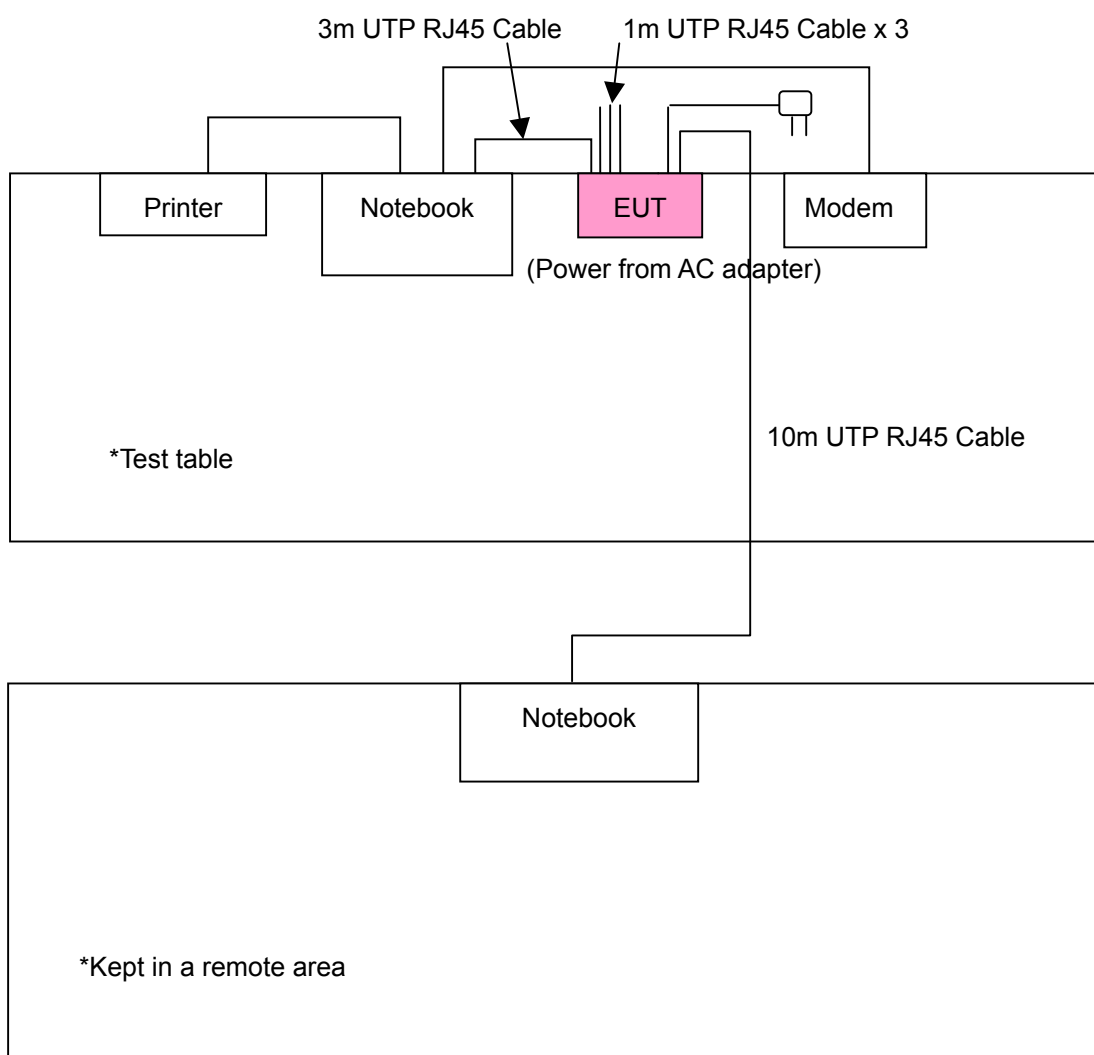 3m UTP RJ45 Cable
1m UTP RJ45 Cable x 3
Printer
Notebook
EUT
Modem
(Power from AC adapter)
10m UTP RJ45 Cable
*Test table
Notebook
*Kept in a remote area